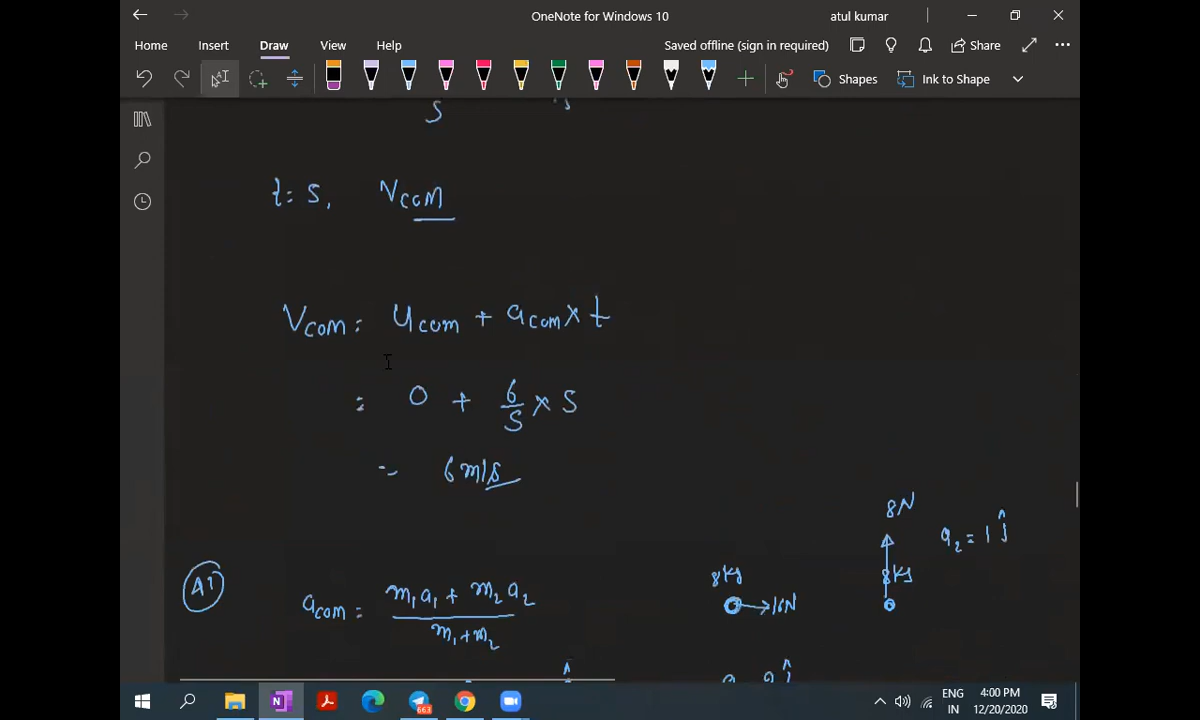 OneNote for Windows 10
atul kumar
Home Insert Draw View Help
Saved offline (sign in required)
Share
Shapes
Ink to Shape
5
t = 5, VCOM
VCOM = UCOM + aCOM × t
= 0 + 6/5 × 5
= 6 m/s
8N
a2 = 1 ĵ
8kg
8kg
16N
A1
aCOM = m1a1 + m2a2
m1+m2
663
ENG
IN
4:00 PM
12/20/2020